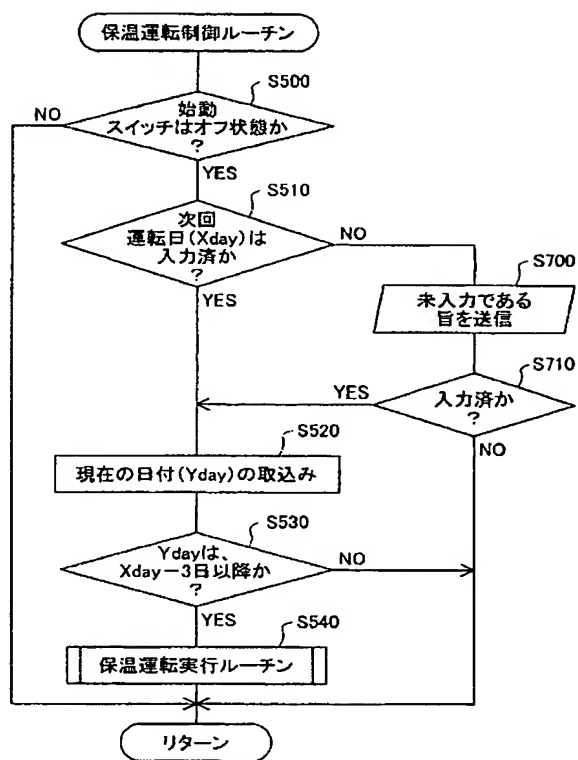 保温運転制御ルーチン
S500
始動
スイッチはオフ状態か
?
NO
YES
S510
次回
運転日(Xday)は
入力済か
?
NO
YES
S700
未入力である
旨を送信
S710
入力済か
?
YES
NO
S520
現在の日付(Yday)の取込み
S530
Ydayは、
Xday-3日以降か
?
NO
YES
S540
保温運転実行ルーチン
リターン